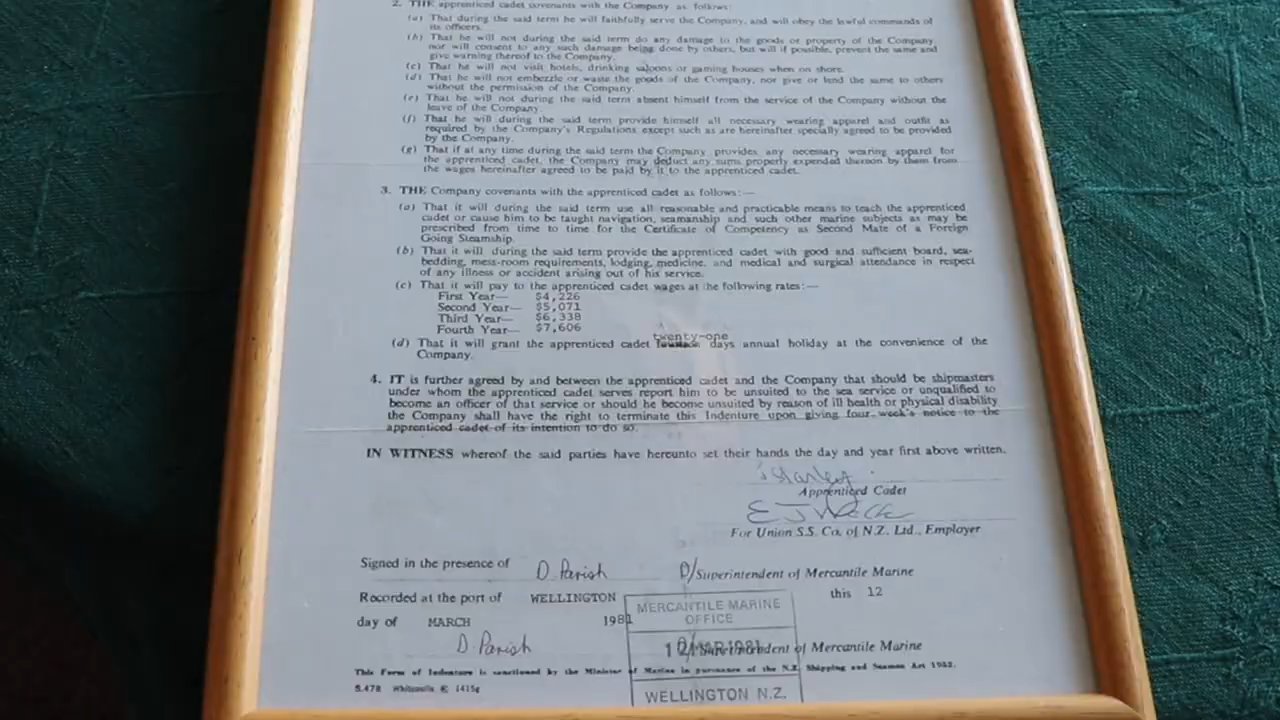 2. THE apprenticed cadet covenants with the Company as follows:
(a) That during the said term he will faithfully serve the Company, and will obey the lawful commands of
its officers.
(b) That he will not during the said term do any damage to the goods or property of the Company
nor will consent to any such damage being done by others, but will if possible, prevent the same and
give warning thereof to the Company.
(c) That he will not visit hotels, drinking saloons or gaming houses when on shore.
(d) That he will not embezzle or waste the goods of the Company, nor give or lend the same to others
without the permission of the Company.
(e) That he will not during the said term absent himself from the service of the Company without the
leave of the Company.
(f) That he will during the said term provide himself all necessary wearing apparel and outfit as
required by the Company's Regulations except such as are hereinafter specially agreed to be provided
by the Company.
(g) That if at any time during the said term the Company provides any necessary wearing apparel for
the apprenticed cadet, the Company may deduct any sums properly expended thereon by them from
the wages hereinafter agreed to be paid by it to the apprenticed cadet.
3. THE Company covenants with the apprenticed cadet as follows:—
(a) That it will during the said term use all reasonable and practicable means to teach the apprenticed
cadet or cause him to be taught navigation, seamanship and such other marine subjects as may be
prescribed from time to time for the Certificate of Competency as Second Mate of a Foreign
Going Steamship.
(b) That it will during the said term provide the apprenticed cadet with good and sufficient board, sea-
bedding, mess-room requirements, lodging, medicine, and medical and surgical attendance in respect
of any illness or accident arising out of his service.
(c) That it will pay to the apprenticed cadet wages at the following rates:—
First Year— $4,226
Second Year— $5,071
Third Year— $6,338
Fourth Year— $7,606
twenty-one
(d) That it will grant the apprenticed cadet days annual holiday at the convenience of the
Company.
4. IT is further agreed by and between the apprenticed cadet and the Company that should be shipmasters
under whom the apprenticed cadet serves report him to be unsuited to the sea service or unqualified to
become an officer of that service or should he become unsuited by reason of ill health or physical disability
the Company shall have the right to terminate this Indenture upon giving four week's notice to the
apprenticed cadet of its intention to do so.
IN WITNESS whereof the said parties have hereunto set their hands the day and year first above written.
Apprenticed Cadet
For Union S.S. Co. of N.Z. Ltd., Employer
Signed in the presence of D. Parish D/Superintendent of Mercantile Marine
Recorded at the port of WELLINGTON this 12
day of MARCH 1981
MERCANTILE MARINE
OFFICE
D. Parish D/Superintendent of Mercantile Marine
12 MAR 1981
This Form of Indenture is sanctioned by the Minister of Marine in pursuance of the N.Z. Shipping and Seamen Act 1952.
S.478 Whitcoulls 1415g
WELLINGTON N.Z.